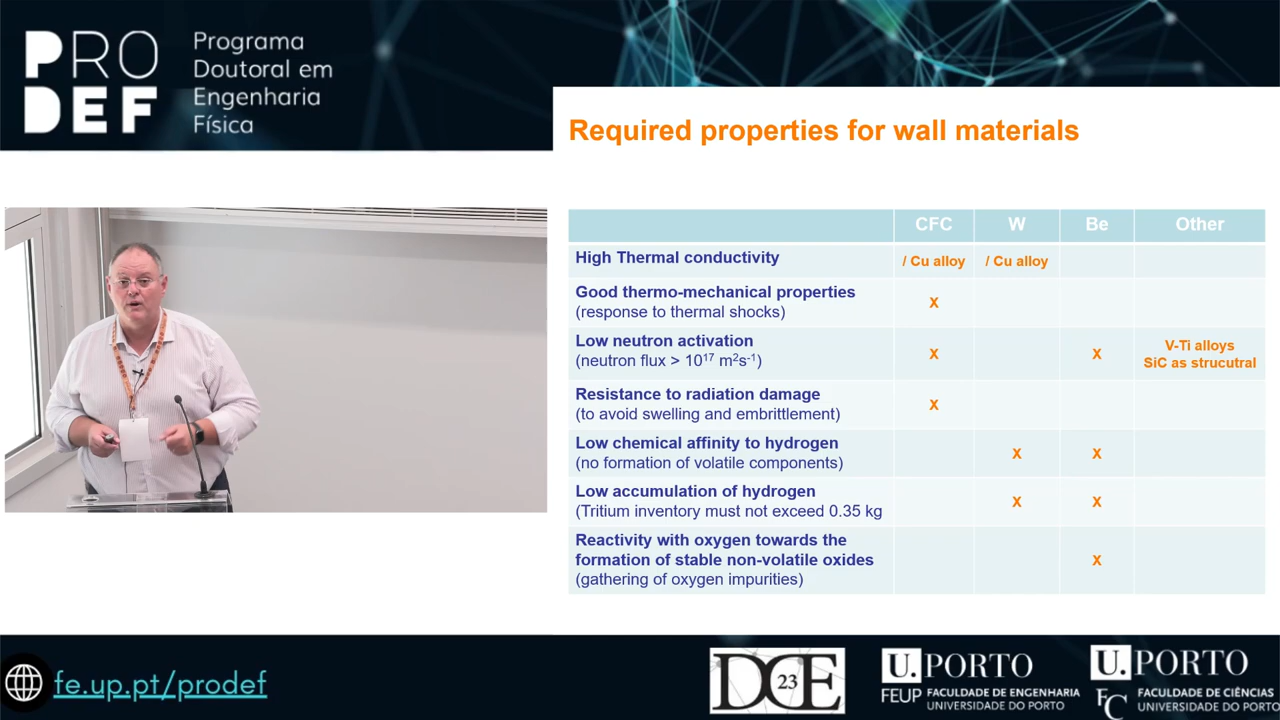 PRO
DEF
Programa
Doutoral em
Engenharia
Física
Required properties for wall materials
CFC W Be Other
High Thermal conductivity / Cu alloy / Cu alloy
Good thermo-mechanical properties
(response to thermal shocks) X
Low neutron activation
(neutron flux > 10¹⁷ m²s⁻¹) X X V-Ti alloys
SiC as strucutral
Resistance to radiation damage
(to avoid swelling and embrittlement) X
Low chemical affinity to hydrogen
(no formation of volatile components) X X
Low accumulation of hydrogen
(Tritium inventory must not exceed 0.35 kg X X
Reactivity with oxygen towards the
formation of stable non-volatile oxides
(gathering of oxygen impurities) X
fe.up.pt/prodef
DCE
23
U.PORTO
FEUP FACULDADE DE ENGENHARIA
UNIVERSIDADE DO PORTO
U.PORTO
FC FACULDADE DE CIÊNCIAS
UNIVERSIDADE DO PORTO